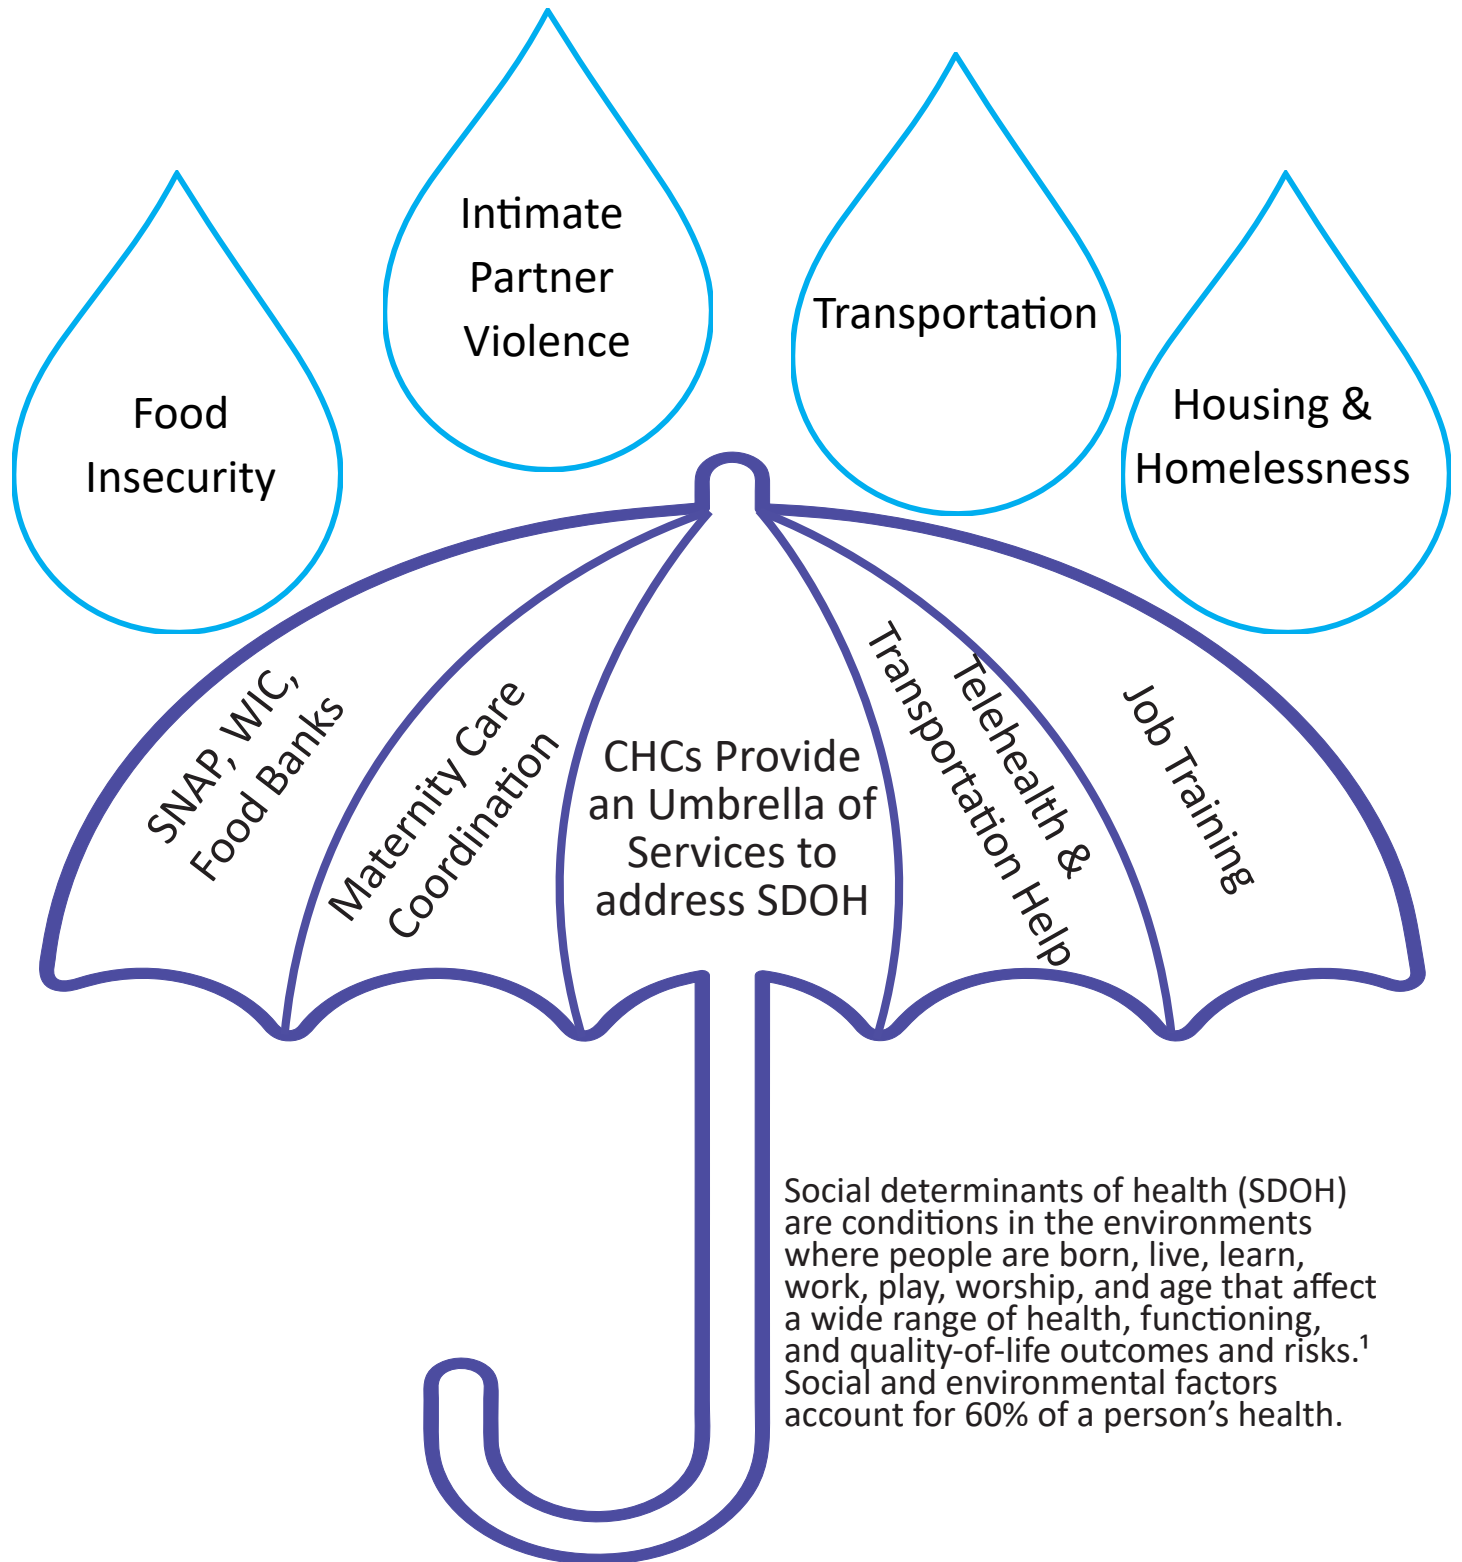 Intimate
Partner
Violence
Transportation
Food
Insecurity
Housing &
Homelessness
SNAP, WIC,
Food Banks
Maternity Care
Coordination
CHCs Provide
an Umbrella of
Services to
address SDOH
Telehealth &
Transportation Help
Job Training
Social determinants of health (SDOH)
are conditions in the environments
where people are born, live, learn,
work, play, worship, and age that affect
a wide range of health, functioning,
and quality-of-life outcomes and risks.¹
Social and environmental factors
account for 60% of a person’s health.